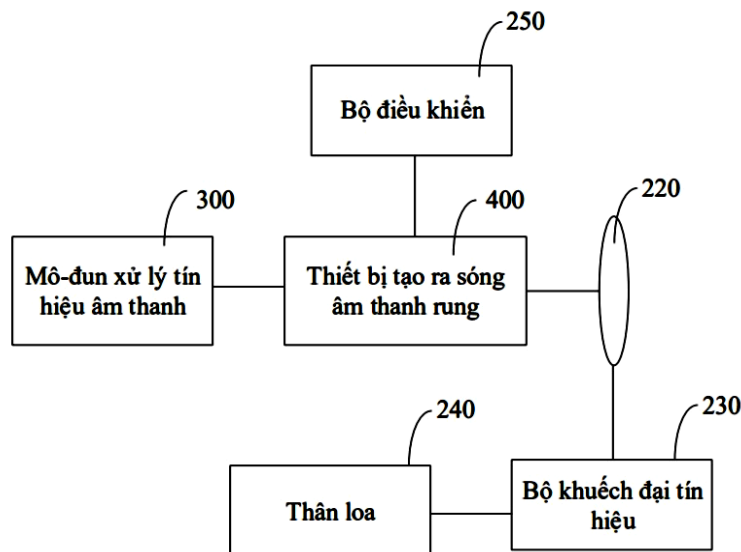 250
Bộ điều khiển
300
400
220
Mô-đun xử lý tín
hiệu âm thanh
Thiết bị tạo ra sóng
âm thanh rung
240
230
Thân loa
Bộ khuếch đại tín
hiệu